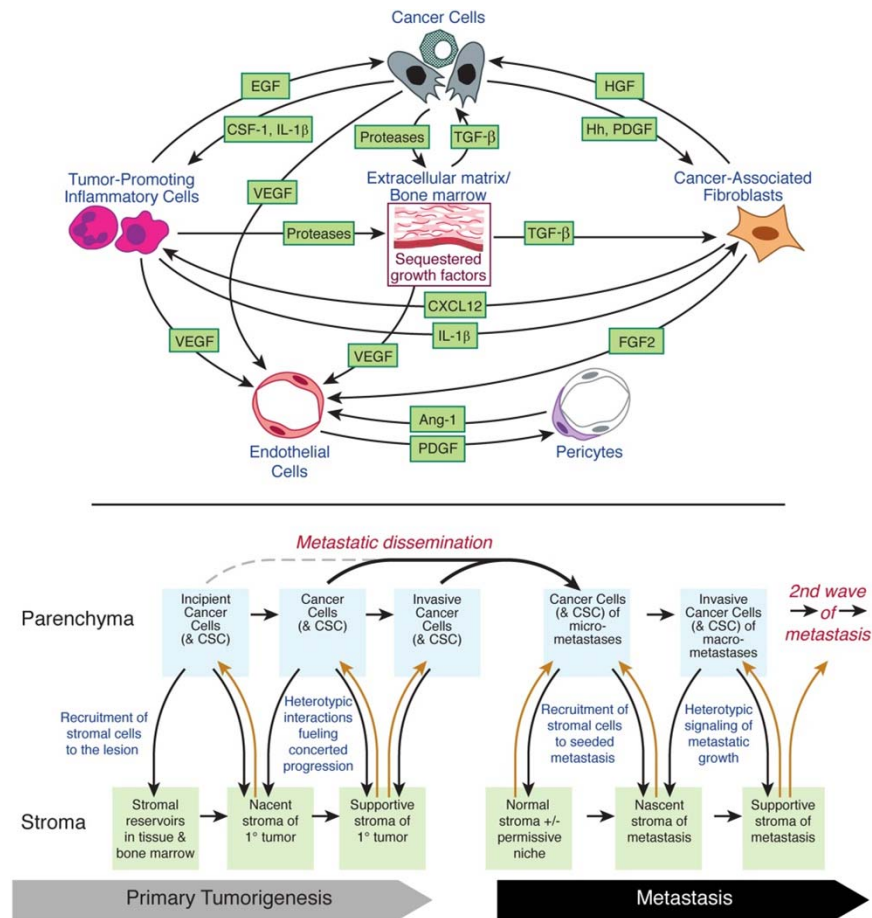 Cancer Cells
EGF
HGF
CSF-1, IL-1β
Proteases
TGF-β
Hh, PDGF
Tumor-Promoting
Inflammatory Cells
VEGF
Extracellular matrix/
Bone marrow
Cancer-Associated
Fibroblasts
Proteases
TGF-β
Sequestered
growth factors
CXCL12
IL-1β
VEGF
VEGF
FGF2
Ang-1
PDGF
Endothelial
Cells
Pericytes
Metastatic dissemination
Parenchyma
Incipient
Cancer
Cells
(& CSC)
Cancer
Cells
(& CSC)
Invasive
Cancer
Cells
(& CSC)
Cancer Cells
(& CSC) of
micro-
metastases
Invasive
Cancer Cells
(& CSC) of
macro-
metastases
2nd wave
of
metastasis
Recruitment of
stromal cells
to the lesion
Heterotypic
interactions
fueling
concerted
progression
Recruitment of
stromal cells
to seeded
metastasis
Heterotypic
signaling of
metastatic
growth
Stroma
Stromal
reservoirs
in tissue &
bone marrow
Nacent
stroma of
1° tumor
Supportive
stroma of
1° tumor
Normal
stroma +/-
permissive
niche
Nascent
stroma of
metastasis
Supportive
stroma of
metastasis
Primary Tumorigenesis
Metastasis